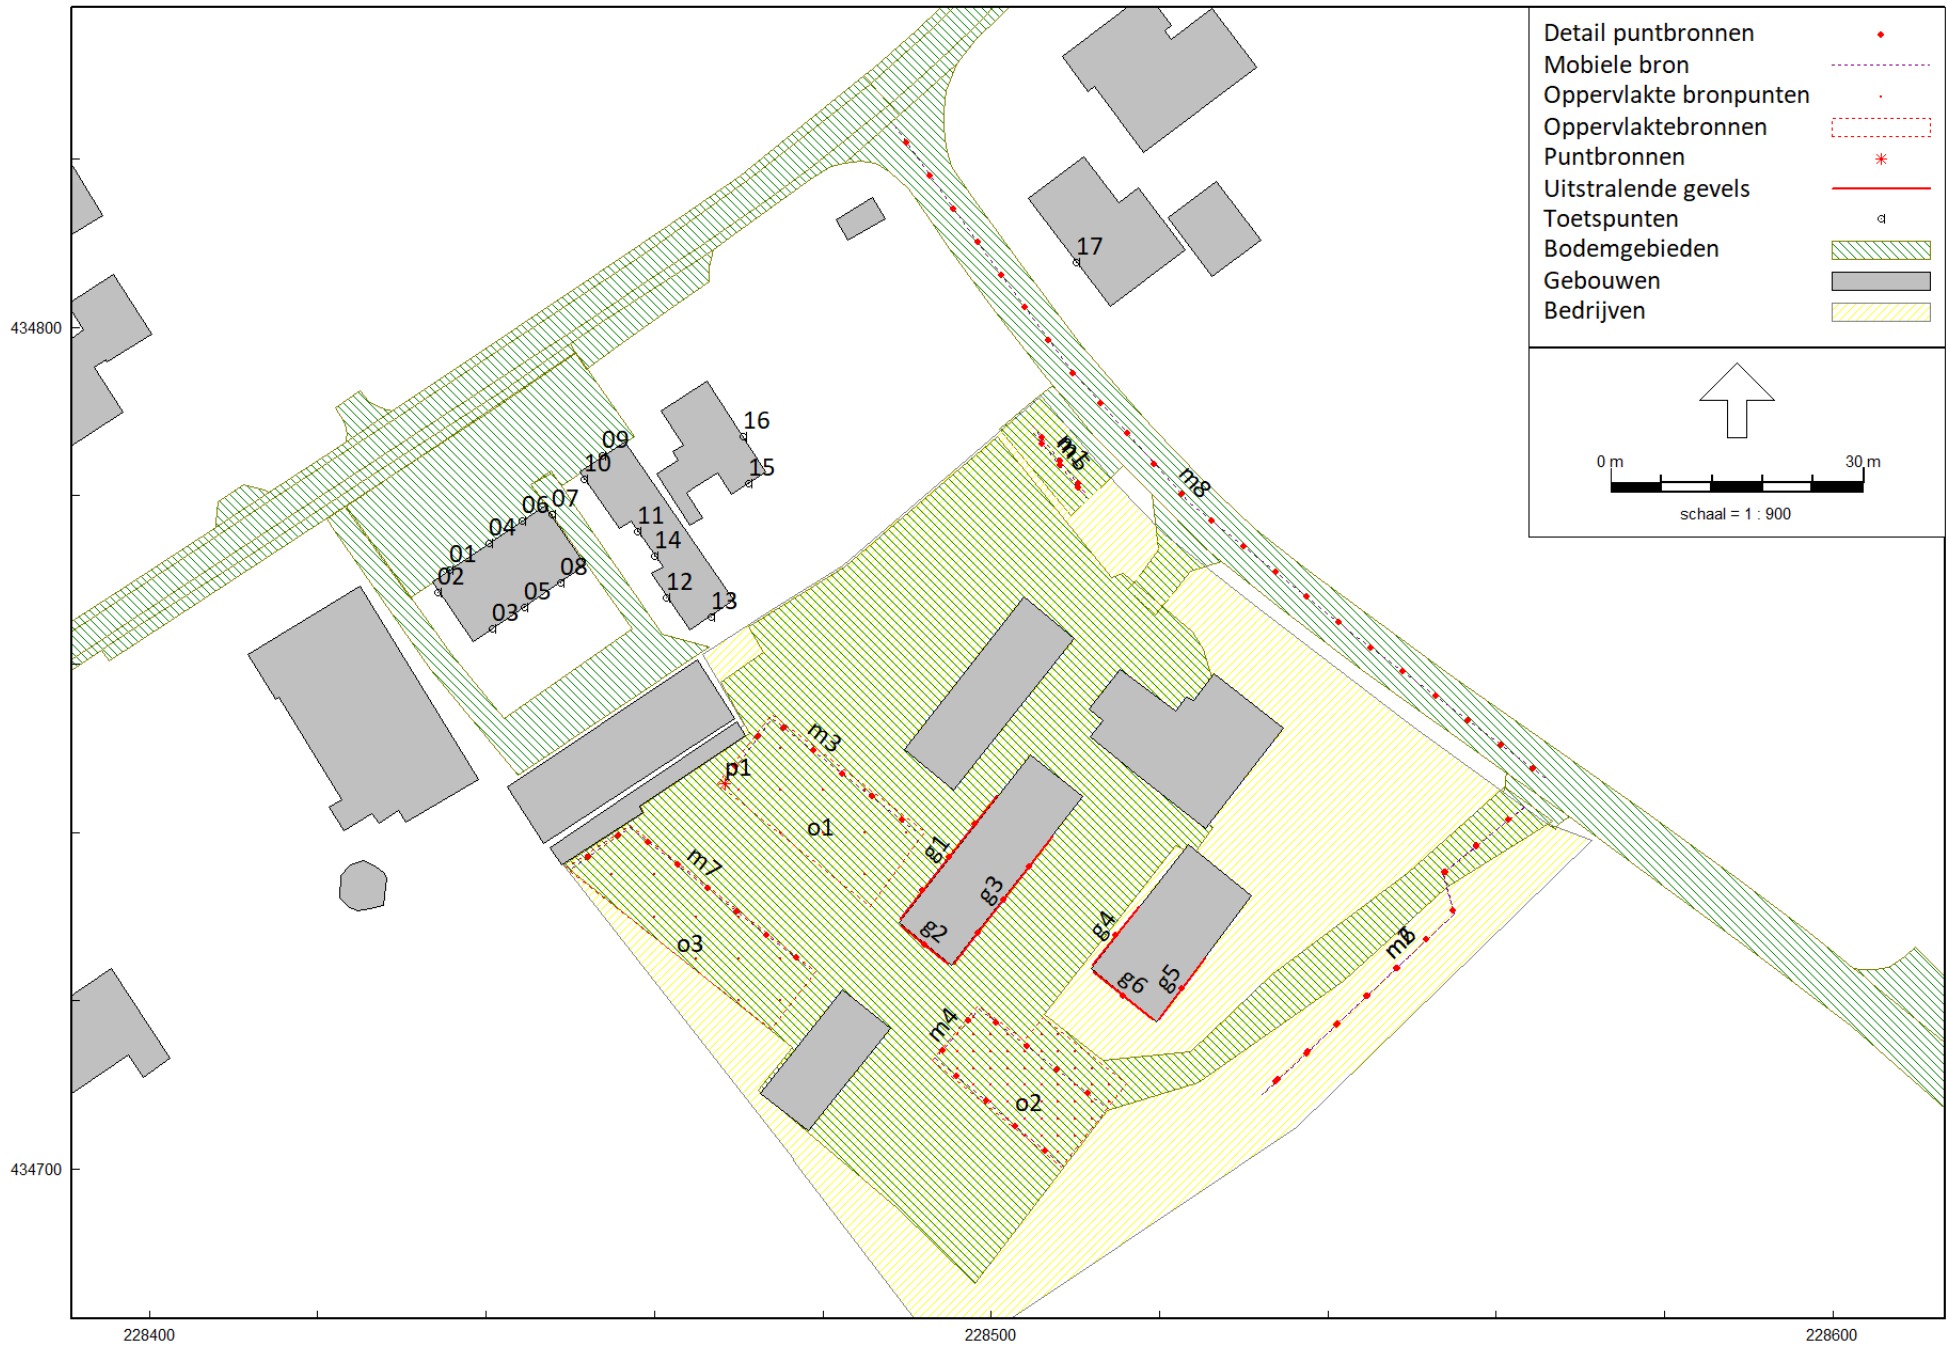 Detail puntbronnen
Mobiele bron
Oppervlakte bronpunten
Oppervlaktebronnen
Puntbronnen
Uitstralende gevels
Toetspunten
Bodemgebieden
Gebouwen
Bedrijven
0 m 30 m
schaal = 1 : 900
17
434800
16
09
10
15
m8
06 07
11
04
14
01
08
02
12
05
13
03
m3
p1
o1
g1
m7
g3
g4
g2
o3
g5
g6
m4
o2
434700
228400 228500 228600